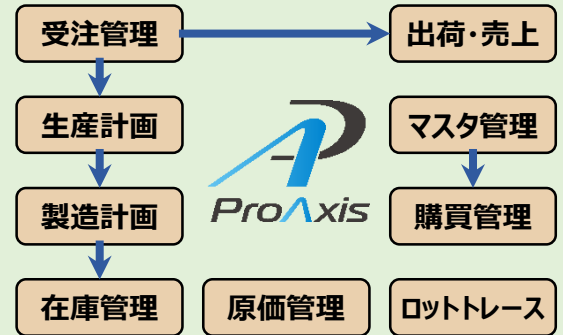 受注管理
出荷・売上
生産計画
マスタ管理
製造計画
ProAxis
購買管理
在庫管理
原価管理
ロットトレース